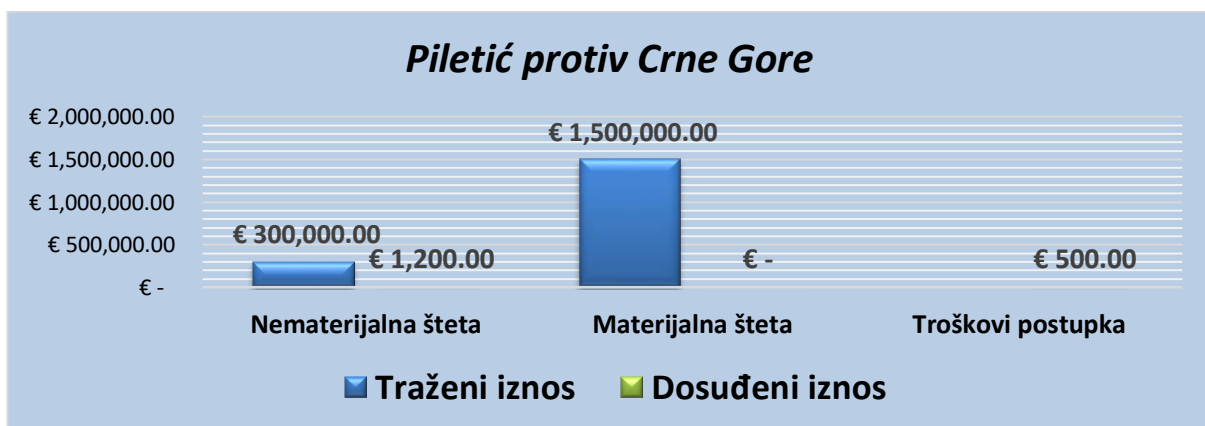 Piletić protiv Crne Gore
€ 2,000,000.00
€ 1,500,000.00
€ 1,000,000.00
€ 500,000.00
€ -
€ 300,000.00
€ 1,200.00
€ 1,500,000.00
€ -
€ 500.00
Nematerijalna šteta
Materijalna šteta
Troškovi postupka
Traženi iznos
Dosuđeni iznos